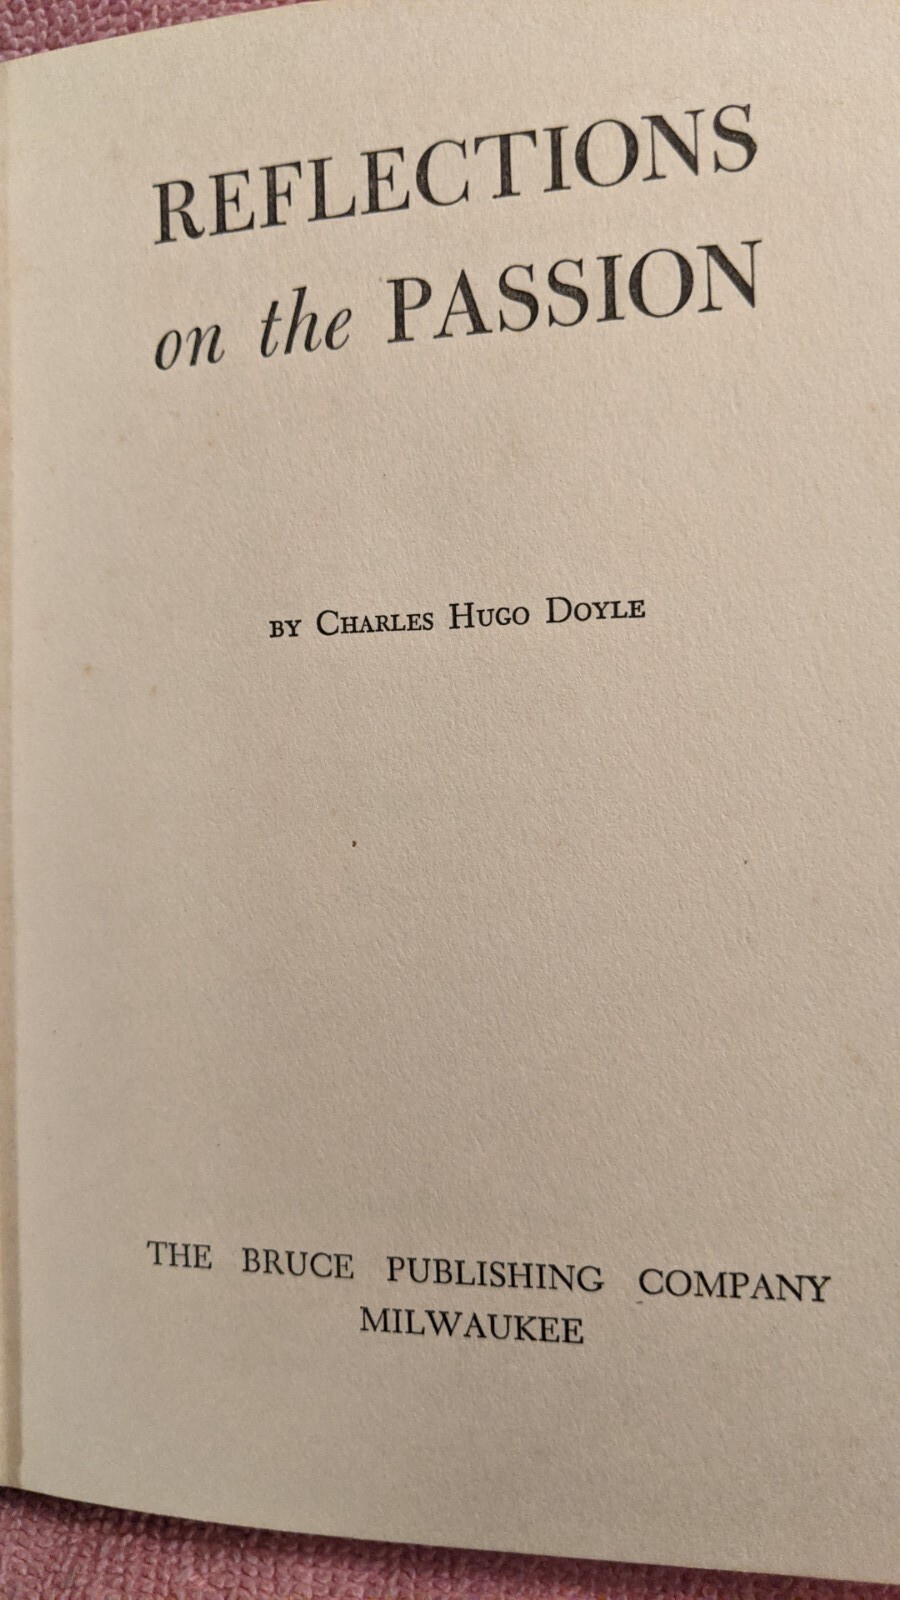 REFLECTIONS
on the PASSION
BY CHARLES HUGO DOYLE
THE BRUCE PUBLISHING COMPANY
MILWAUKEE